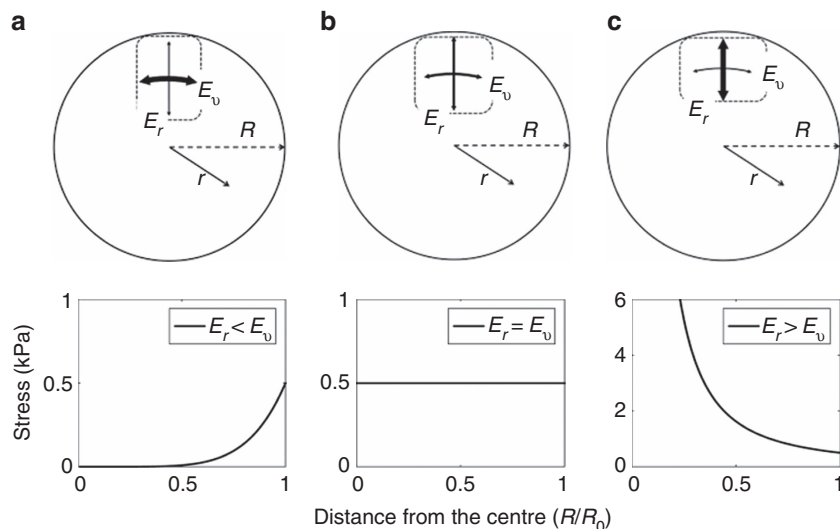 a b c
E_υ E_υ E_υ
E_r E_r E_r
R R R
r r r
1 1 6
E_r < E_υ E_r = E_υ E_r > E_υ
4
Stress (kPa)
0.5 0.5
2
0 0 0
0 0.5 1 0 0.5 1 0.5 1
Distance from the centre (R/R_0)